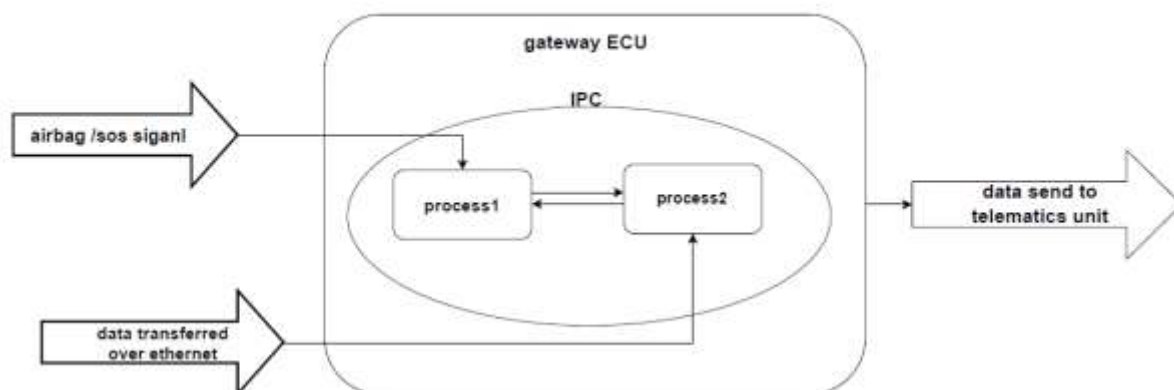 gateway ECU
IPC
airbag /sos siganl
process1
process2
data send to
telematics unit
data transferred
over ethernet